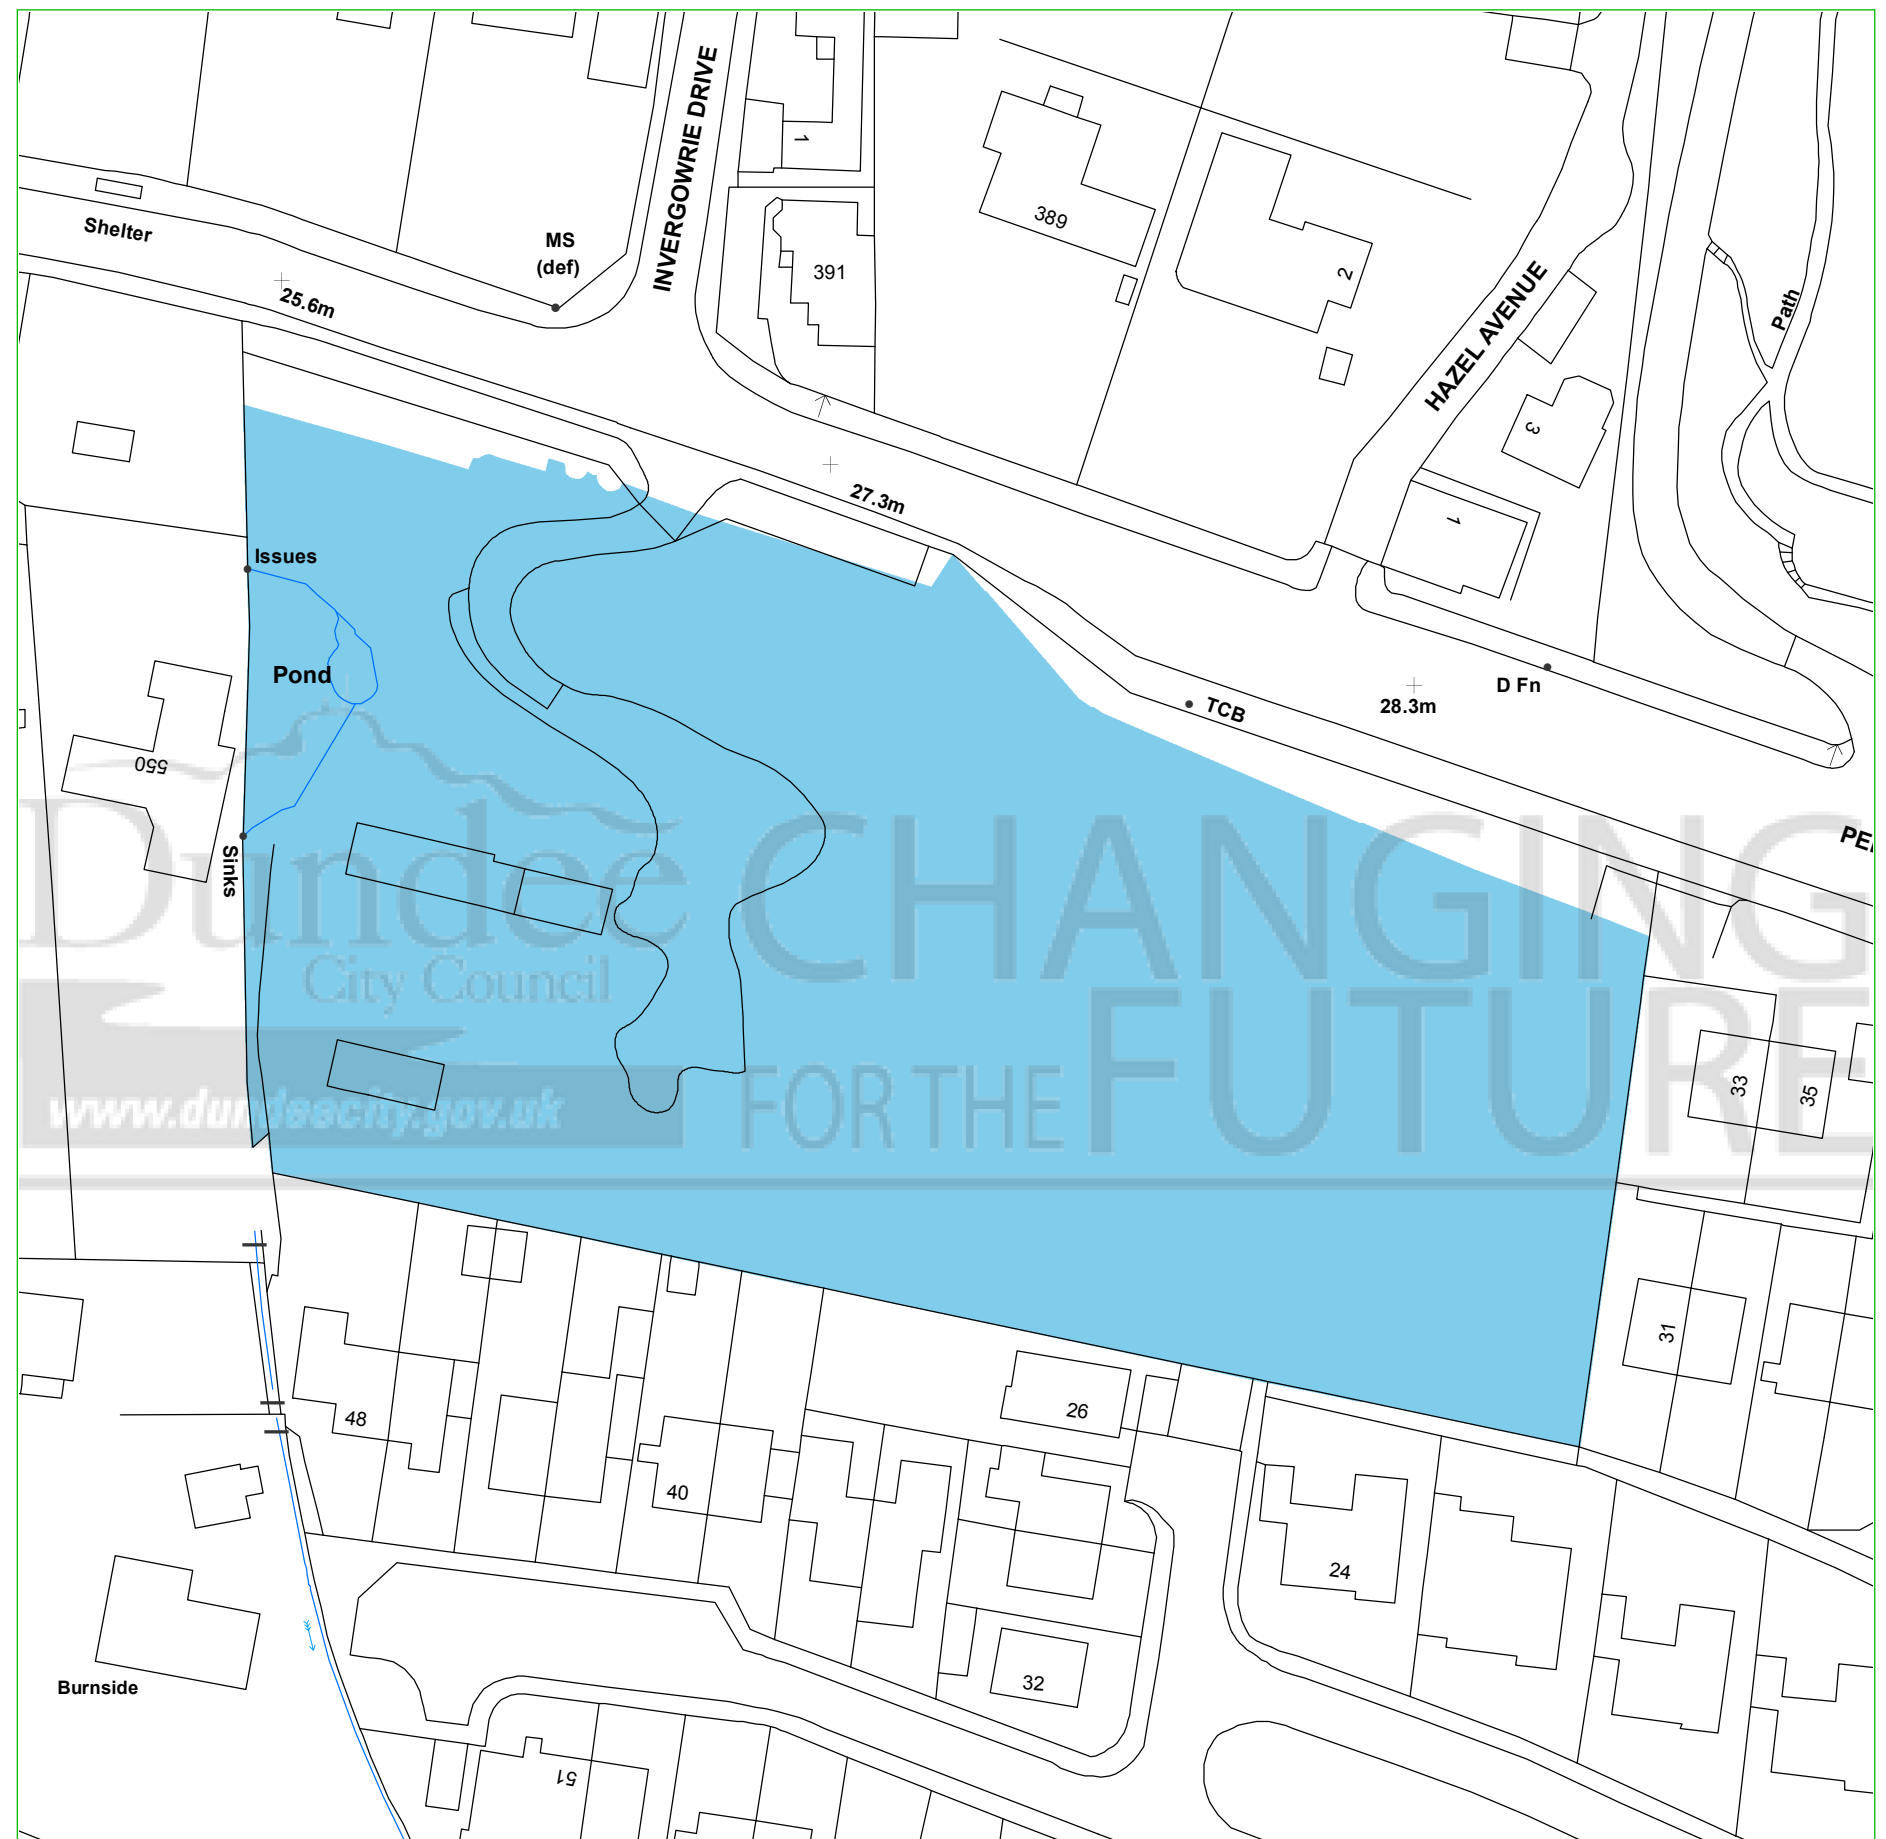 INVERGOWRIE DRIVE
1
389
2
391
Shelter
MS
(def)
25.6m
HAZEL AVENUE
Path
3
27.3m
1
Issues
Pond
D Fn
28.3m
TCB
550
Sinks
Dundee
City Council
www.dundeecity.gov.uk
CHANGING
FOR THE FUTURE
33
35
31
26
48
40
24
32
Burnside
51